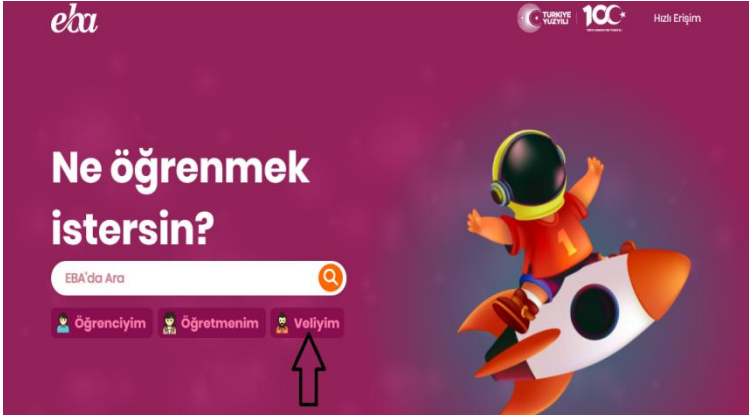 eba
TÜRKİYE
YÜZYILI
100
Hızlı Erişim
Ne öğrenmek
istersin?
EBA'da Ara
Öğrenciyim
Öğretmenim
Veliyim
1